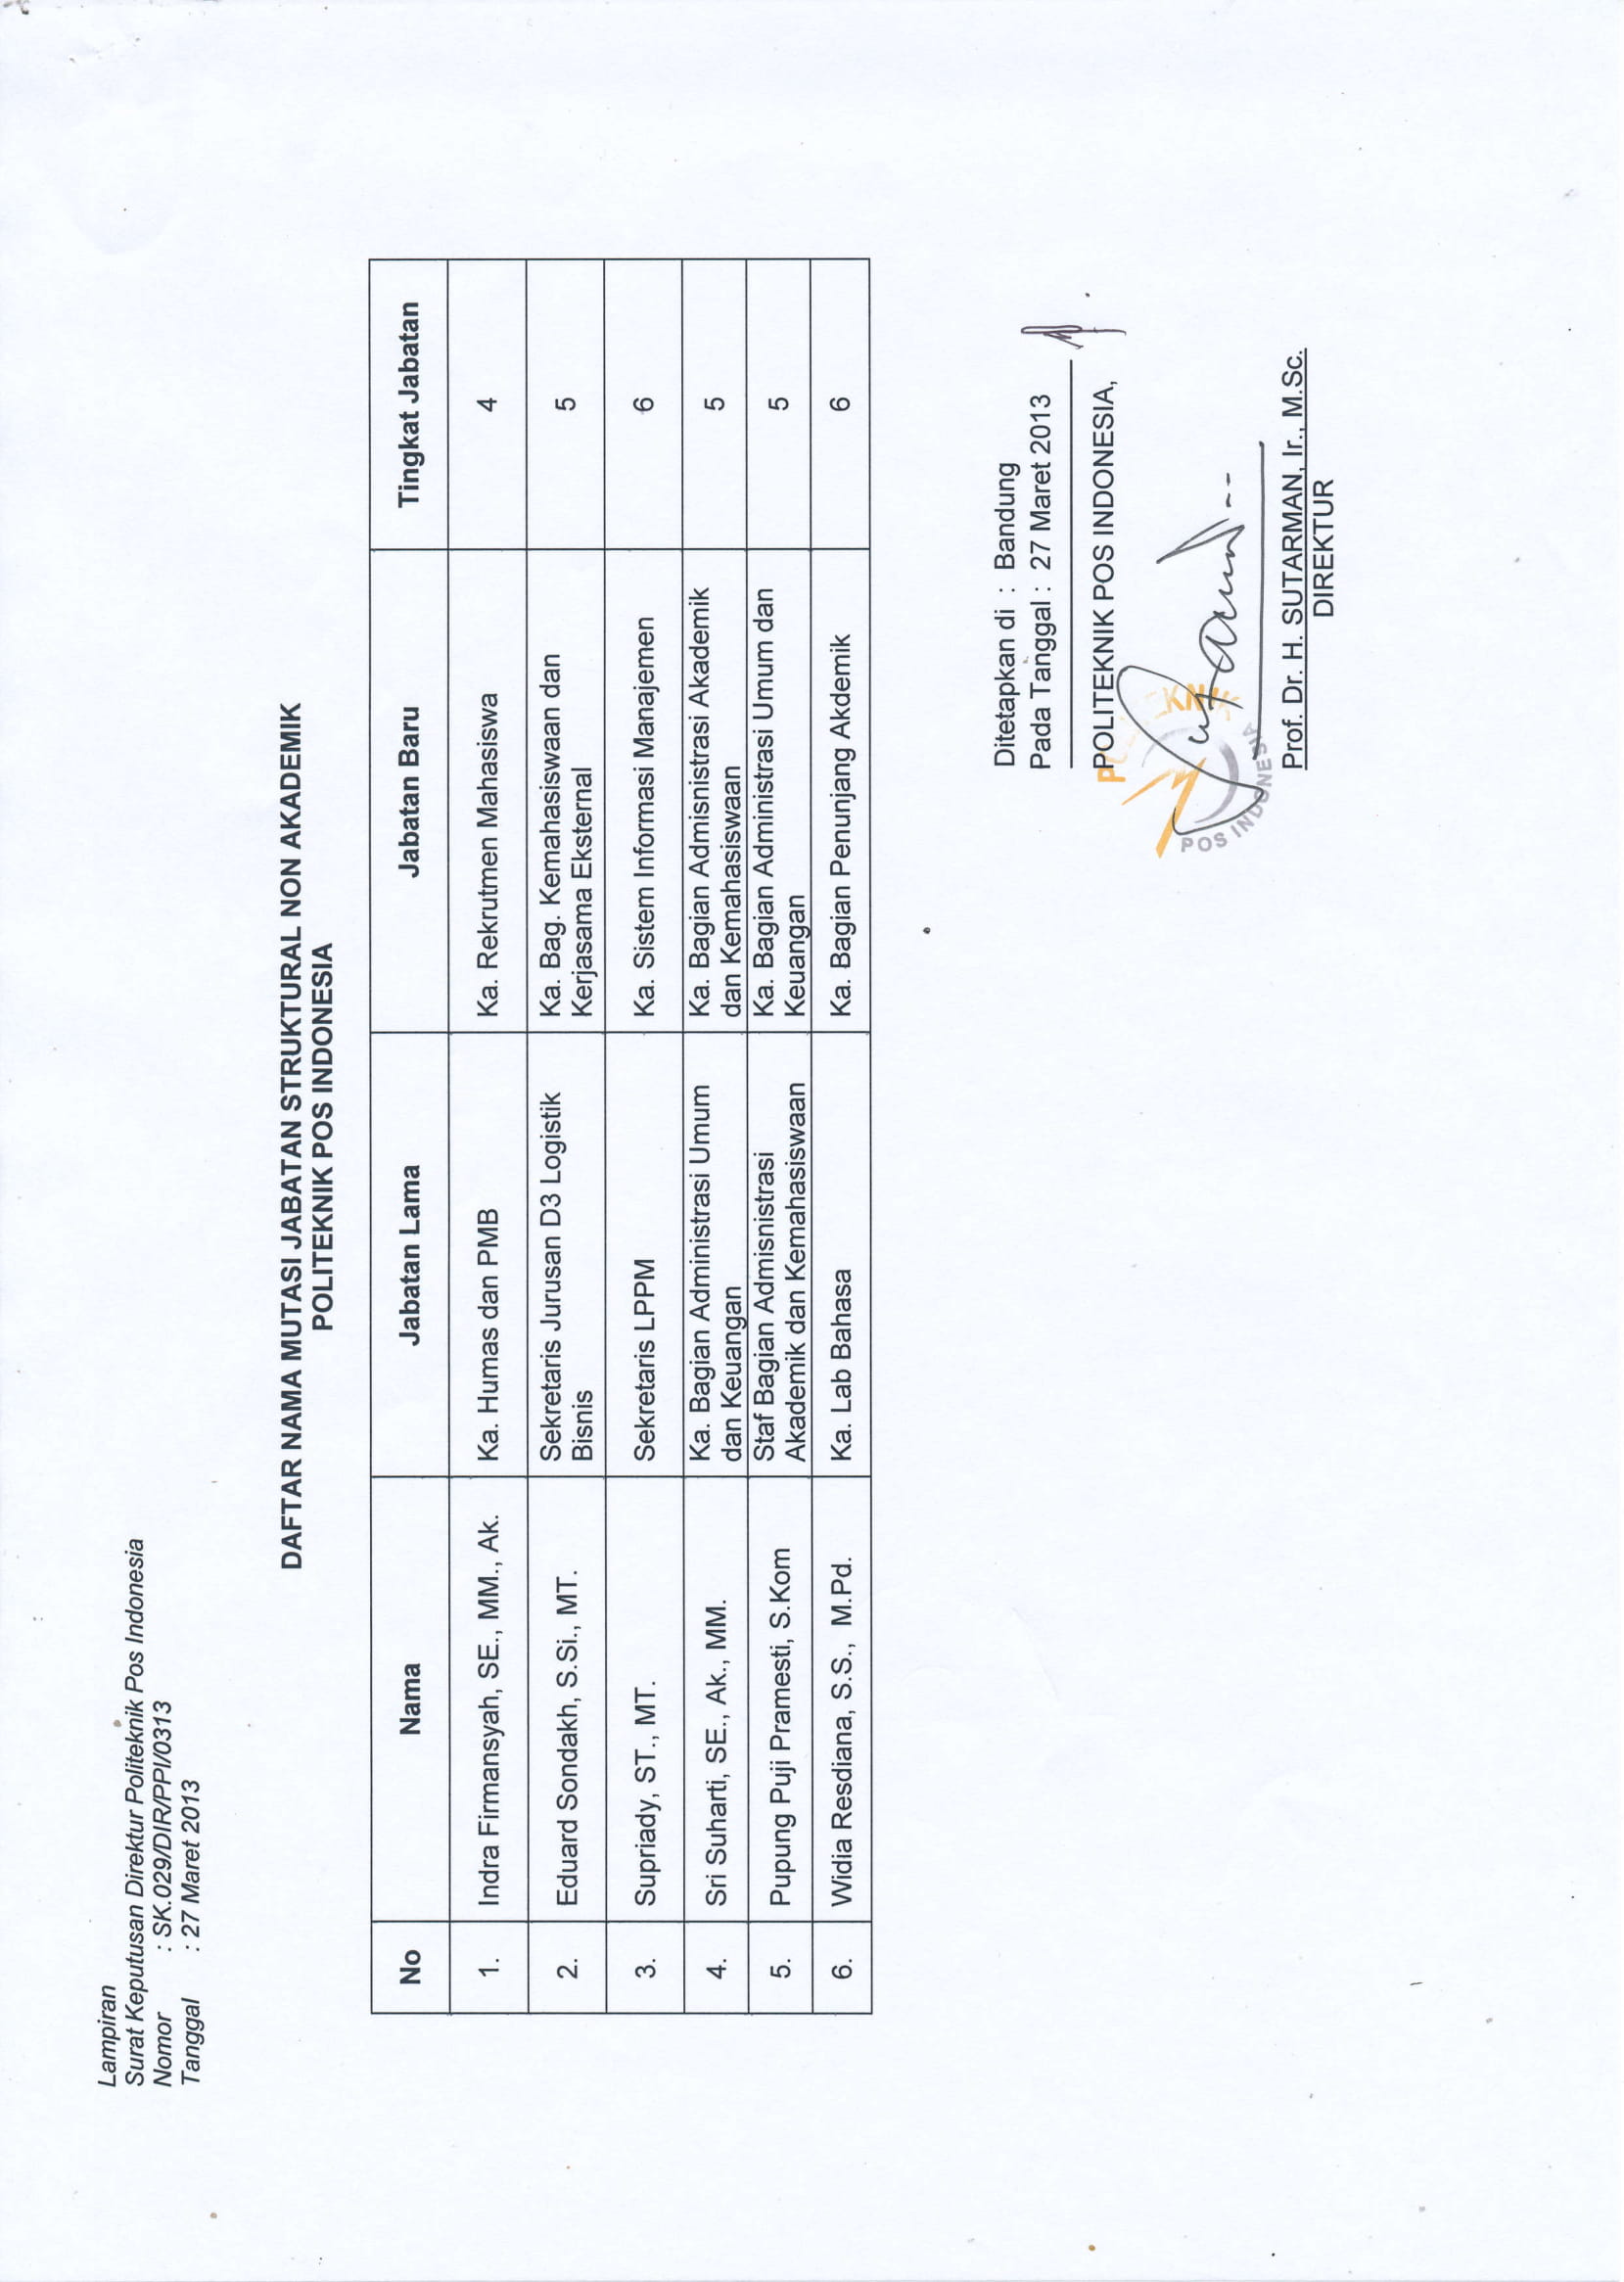 Lampiran
Surat Keputusan Direktur Politeknik Pos Indonesia
Nomor : SK.029/DIR/PPI/0313
Tanggal : 27 Maret 2013
DAFTAR NAMA MUTASI JABATAN STRUKTURAL NON AKADEMIK
POLITEKNIK POS INDONESIA
No Nama Jabatan Lama Jabatan Baru Tingkat Jabatan
1. Indra Firmansyah, SE., MM., Ak. Ka. Humas dan PMB Ka. Rekrutmen Mahasiswa 4
2. Eduard Sondakh, S.Si., MT. Sekretaris Jurusan D3 Logistik Bisnis Ka. Bag. Kemahasiswaan dan Kerjasama Eksternal 5
3. Supriady, ST., MT. Sekretaris LPPM Ka. Sistem Informasi Manajemen 6
4. Sri Suharti, SE., Ak., MM. Ka. Bagian Administrasi Umum dan Keuangan Ka. Bagian Admisnistrasi Akademik dan Kemahasiswaan 5
5. Pupung Puji Pramesti, S.Kom Staf Bagian Admisnistrasi Akademik dan Kemahasiswaan Ka. Bagian Administrasi Umum dan Keuangan 5
6. Widia Resdiana, S.S., M.Pd. Ka. Lab Bahasa Ka. Bagian Penunjang Akdemik 6
Ditetapkan di : Bandung
Pada Tanggal : 27 Maret 2013
POLITEKNIK POS INDONESIA,
POLITEKNIK
POS INDONESIA
Prof. Dr. H. SUTARMAN, Ir., M.Sc.
DIREKTUR